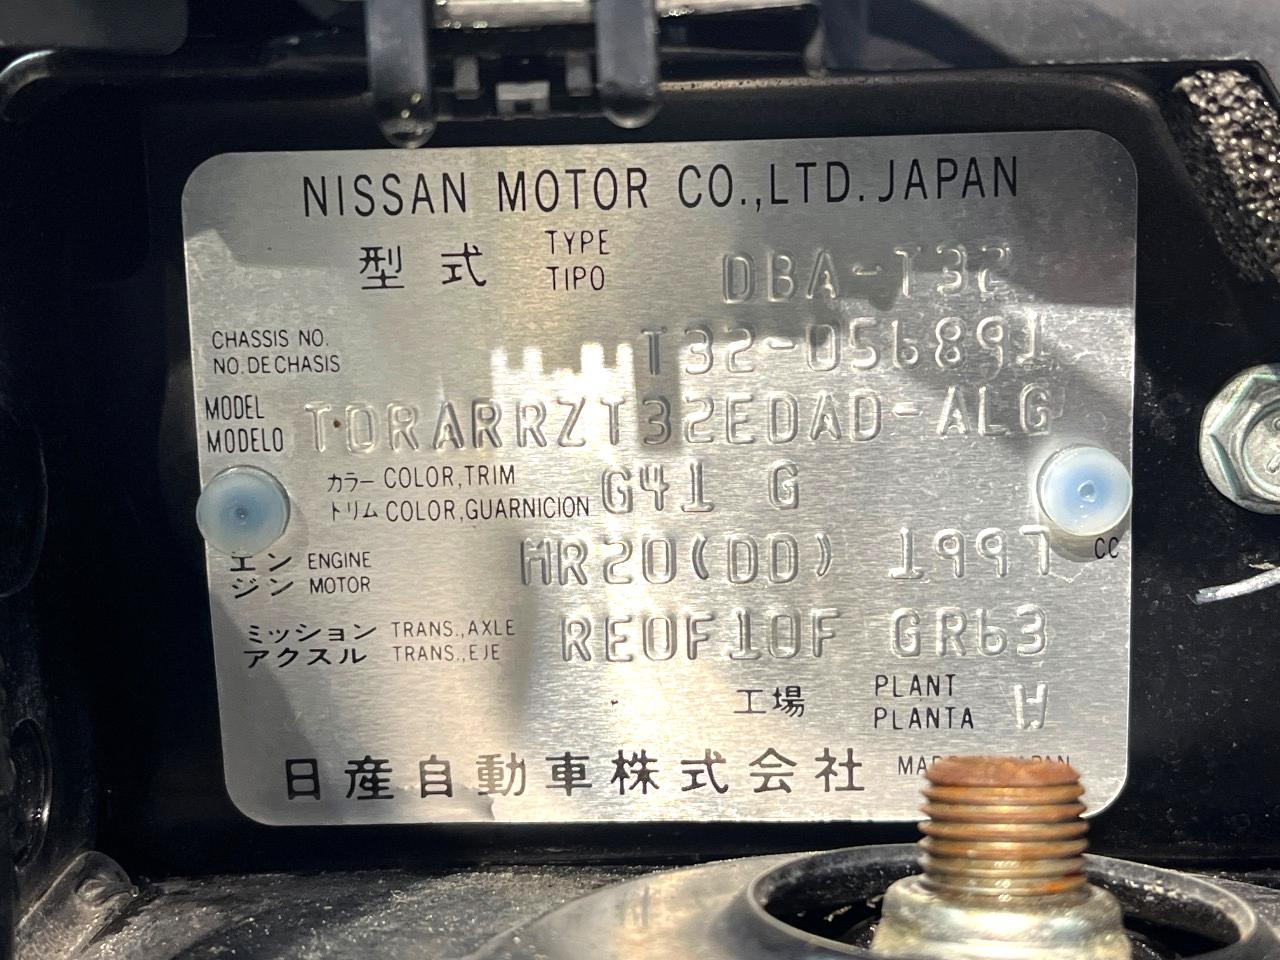 NISSAN MOTOR CO.,LTD. JAPAN
型式 TYPE TIPO DBA-T32
CHASSIS NO. NO. DE CHASIS T32-056891
MODEL MODELO TDRARRZT32EDAD-ALG
カラー COLOR,TRIM
トリム COLOR,GUARNICION G41 G
エンジン ENGINE MOTOR MR20(DD) 1997 CC
ミッション TRANS.,AXLE
アクスル TRANS.,EJE RE0F10F GR63
工場 PLANT PLANTA W
日産自動車株式会社